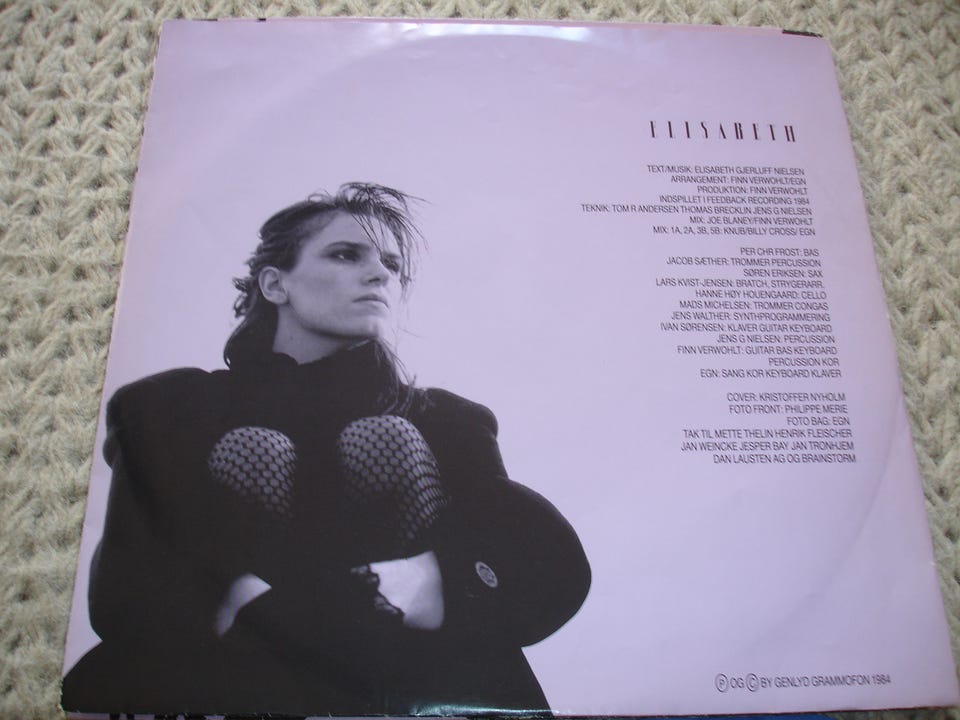 ELISABETH
TEXT/MUSIK: ELISABETH GJERLUFF NIELSEN
ARRANGEMENT: FINN VERWOHLT/EGN
PRODUKTION: FINN VERWOHLT
INDSPILLET I FEEDBACK RECORDING 1984
TEKNIK: TOM R ANDERSEN THOMAS BRECKLIN JENS G NIELSEN
MIX: JOE BLANEY/FINN VERWOHLT
MIX: 1A, 2A, 3B, 5B: KNUB/BILLY CROSS/ EGN
PER CHR FROST: BAS
JACOB SÆTHER: TROMMER PERCUSSION
SØREN ERIKSEN: SAX
LARS KVIST-JENSEN: BRATCH, STRYGERARR.
HANNE HØY HOUENGAARD: CELLO
MADS MICHELSEN: TROMMER CONGAS
JENS WALTHER: SYNTHPROGRAMMERING
IVAN SØRENSEN: KLAVER GUITAR KEYBOARD
JENS G NIELSEN: PERCUSSION
FINN VERWOHLT: GUITAR BAS KEYBOARD
PERCUSSION KOR
EGN: SANG KOR KEYBOARD KLAVER
COVER: KRISTOFFER NYHOLM
FOTO FRONT: PHILIPPE MERIE
FOTO BAG: EGN
TAK TIL METTE THELIN HENRIK FLEISCHER
JAN WEINCKE JESPER BAY JAN TRONHJEM
DAN LAUSTEN AG OG BRAINSTORM
Ⓟ OG Ⓒ BY GENLYD GRAMMOFON 1984